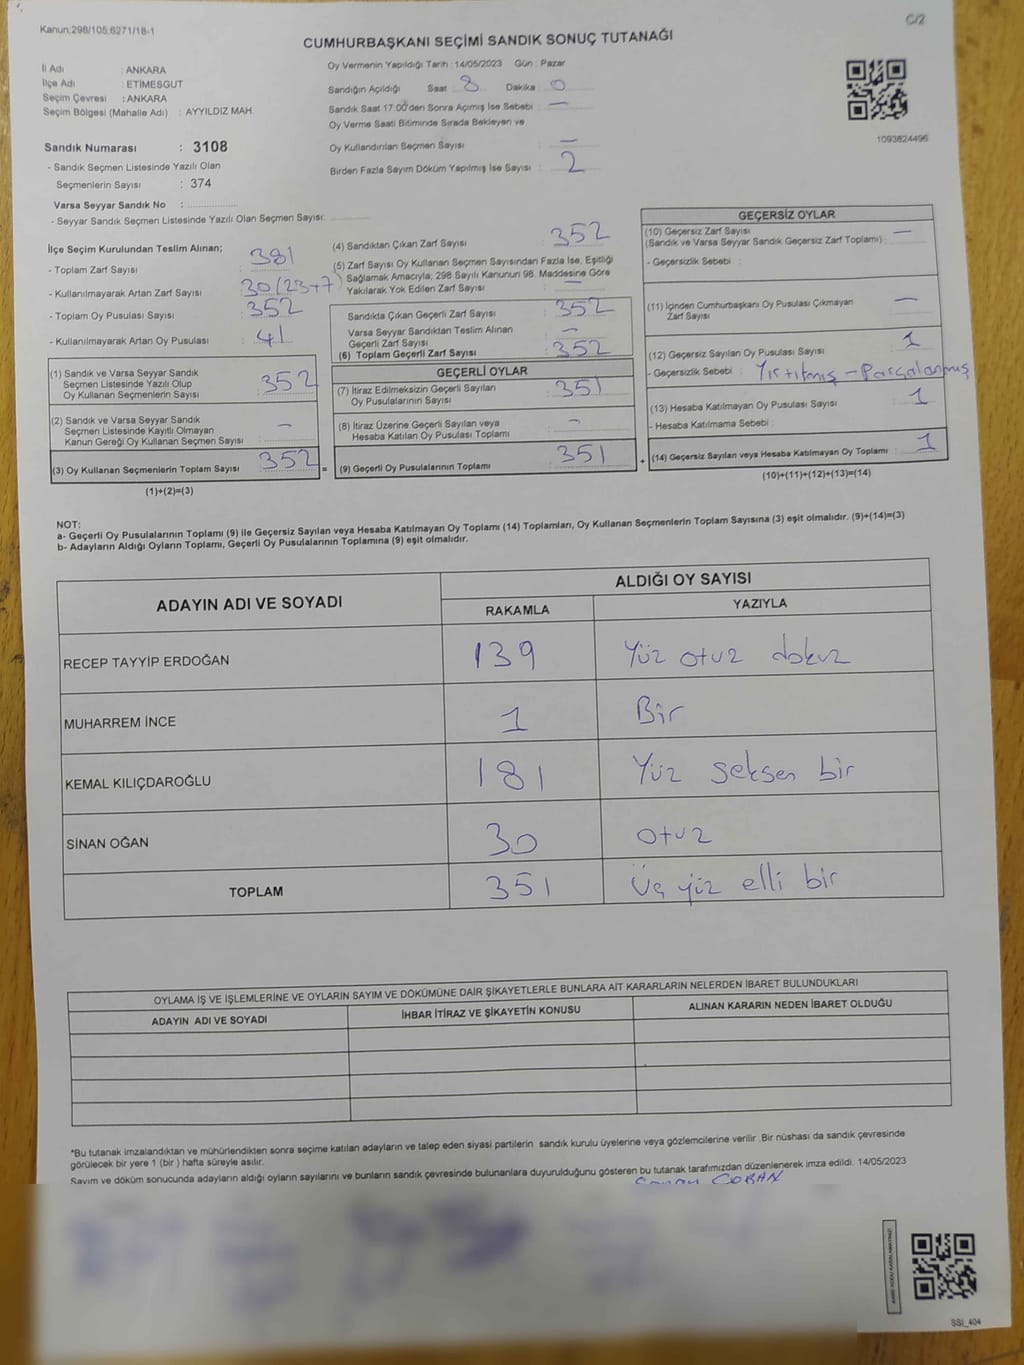 Kanun;298/105,6271/18-1
C/2
CUMHURBAŞKANI SEÇİMİ SANDIK SONUÇ TUTANAĞI
İl Adı : ANKARA
İlçe Adı : ETİMESGUT
Seçim Çevresi : ANKARA
Seçim Bölgesi (Mahalle Adı) : AYYILDIZ MAH.
Oy Vermenin Yapıldığı Tarih : 14/05/2023 Gün : Pazar
Sandığın Açıldığı Saat 8 Dakika 0
Sandık Saat 17:00'den Sonra Açımış İse Sebebi : —
Oy Verme Saati Bitiminde Sırada Bekleyen ve
Oy Kullandırılan Seçmen Sayısı : —
Birden Fazla Sayım Döküm Yapılmış İse Sayısı : 2
1093824496
Sandık Numarası : 3108
- Sandık Seçmen Listesinde Yazılı Olan
Seçmenlerin Sayısı : 374
Varsa Seyyar Sandık No : ..................
- Seyyar Sandık Seçmen Listesinde Yazılı Olan Seçmen Sayısı:
İlçe Seçim Kurulundan Teslim Alınan;
- Toplam Zarf Sayısı : 381
- Kullanılmayarak Artan Zarf Sayısı : 30 (23+7)
- Toplam Oy Pusulası Sayısı : 352
- Kullanılmayarak Artan Oy Pusulası : 41
(1) Sandık ve Varsa Seyyar Sandık
Seçmen Listesinde Yazılı Olup
Oy Kullanan Seçmenlerin Sayısı : 352
(2) Sandık ve Varsa Seyyar Sandık
Seçmen Listesinde Kayıtlı Olmayan
Kanun Gereği Oy Kullanan Seçmen Sayısı : —
(3) Oy Kullanan Seçmenlerin Toplam Sayısı : 352 =
(1)+(2)=(3)
(4) Sandıktan Çıkan Zarf Sayısı : 352
(5) Zarf Sayısı Oy Kullanan Seçmen Sayısından Fazla İse, Eşitliği
Sağlamak Amacıyla; 298 Sayılı Kanunun 98. Maddesine Göre
Yakılarak Yok Edilen Zarf Sayısı : —
Sandıkta Çıkan Geçerli Zarf Sayısı : 352
Varsa Seyyar Sandıktan Teslim Alınan
Geçerli Zarf Sayısı : —
(6) Toplam Geçerli Zarf Sayısı : 352
GEÇERLİ OYLAR
(7) İtiraz Edilmeksizin Geçerli Sayılan
Oy Pusulalarının Sayısı : 351
(8) İtiraz Üzerine Geçerli Sayılan veya
Hesaba Katılan Oy Pusulası Toplamı : —
(9) Geçerli Oy Pusulalarının Toplamı : 351 +
GEÇERSİZ OYLAR
(10) Geçersiz Zarf Sayısı
(Sandık ve Varsa Seyyar Sandık Geçersiz Zarf Toplamı) : —
- Geçersizlik Sebebi :
(11) İçinden Cumhurbaşkanı Oy Pusulası Çıkmayan
Zarf Sayısı : —
(12) Geçersiz Sayılan Oy Pusulası Sayısı : 1
- Geçersizlik Sebebi : Yırtılmış - Parçalanmış
(13) Hesaba Katılmayan Oy Pusulası Sayısı : 1
- Hesaba Katılmama Sebebi :
(14) Geçersiz Sayılan veya Hesaba Katılmayan Oy Toplamı : 1
(10)+(11)+(12)+(13)=(14)
NOT:
a- Geçerli Oy Pusulalarının Toplamı (9) ile Geçersiz Sayılan veya Hesaba Katılmayan Oy Toplamı (14) Toplamları, Oy Kullanan Seçmenlerin Toplam Sayısına (3) eşit olmalıdır. (9)+(14)=(3)
b- Adayların Aldığı Oyların Toplamı, Geçerli Oy Pusulalarının Toplamına (9) eşit olmalıdır.
ADAYIN ADI VE SOYADI
ALDIĞI OY SAYISI
RAKAMLA YAZIYLA
RECEP TAYYİP ERDOĞAN 139 Yüz otuz dokuz
MUHARREM İNCE 1 Bir
KEMAL KILIÇDAROĞLU 181 Yüz seksen bir
SİNAN OĞAN 30 otuz
TOPLAM 351 Üç yüz elli bir
OYLAMA İŞ VE İŞLEMLERİNE VE OYLARIN SAYIM VE DÖKÜMÜNE DAİR ŞİKAYETLERLE BUNLARA AİT KARARLARIN NELERDEN İBARET BULUNDUKLARI
ADAYIN ADI VE SOYADI İHBAR İTİRAZ VE ŞİKAYETİN KONUSU ALINAN KARARIN NEDEN İBARET OLDUĞU
*Bu tutanak imzalandıktan ve mühürlendikten sonra seçime katılan adayların ve talep eden siyasi partilerin sandık kurulu üyelerine veya gözlemcilerine verilir .Bir nüshası da sandık çevresinde
görülecek bir yere 1 (bir ) hafta süreyle asılır.
Sayım ve döküm sonucunda adayların aldığı oyların sayılarını ve bunların sandık çevresinde bulunanlara duyurulduğunu gösteren bu tutanak tarafımızdan düzenlenerek imza edildi. 14/05/2023
ÇOBAN
SSI_404